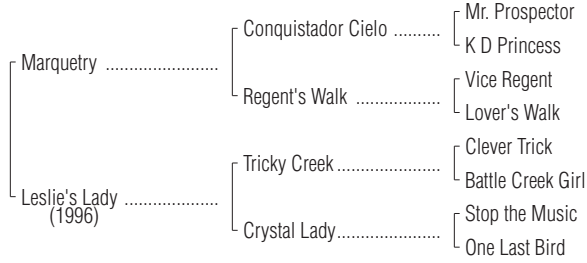 Mr. Prospector
Conquistador Cielo ..........
K D Princess
Marquetry ......................
Vice Regent
Regent's Walk .................
Lover's Walk
Clever Trick
Tricky Creek .....................
Battle Creek Girl
Leslie's Lady ..................
(1996)
Stop the Music
Crystal Lady.....................
One Last Bird